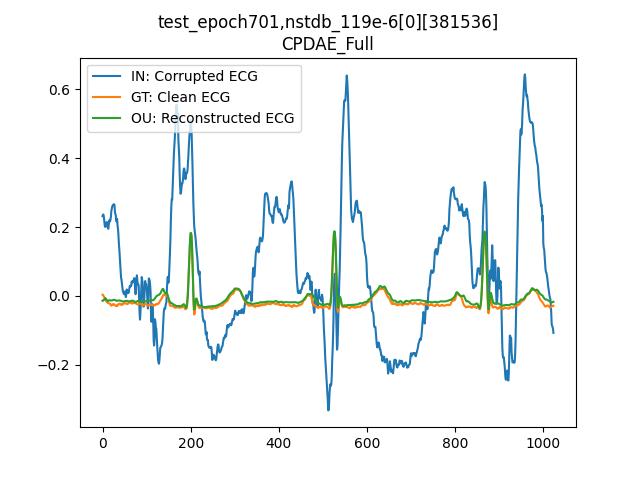 test_epoch701,nstdb_119e-6[0][381536]
CPDAE_Full
IN: Corrupted ECG
GT: Clean ECG
OU: Reconstructed ECG
0.6
0.4
0.2
0.0
−0.2
0 200 400 600 800 1000